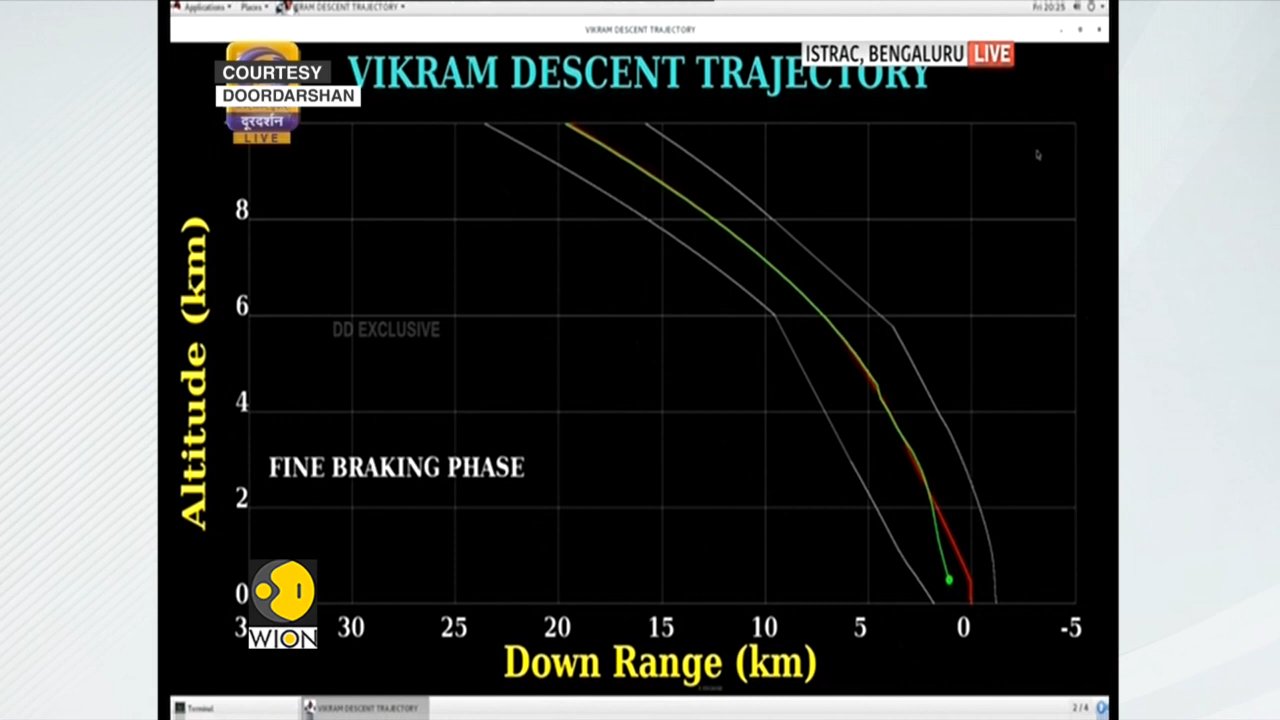 Applications Places VIKRAM DESCENT TRAJECTORY Fri 20:25
VIKRAM DESCENT TRAJECTORY
ISTRAC, BENGALURU LIVE
COURTESY
DOORDARSHAN
दूरदर्शन
LIVE
VIKRAM DESCENT TRAJECTORY
Altitude (km)
8
6
4
2
0
DD EXCLUSIVE
FINE BRAKING PHASE
WION
3 30 25 20 15 10 5 0 -5
Down Range (km)
Terminal VIKRAM DESCENT TRAJECTORY 2 / 4